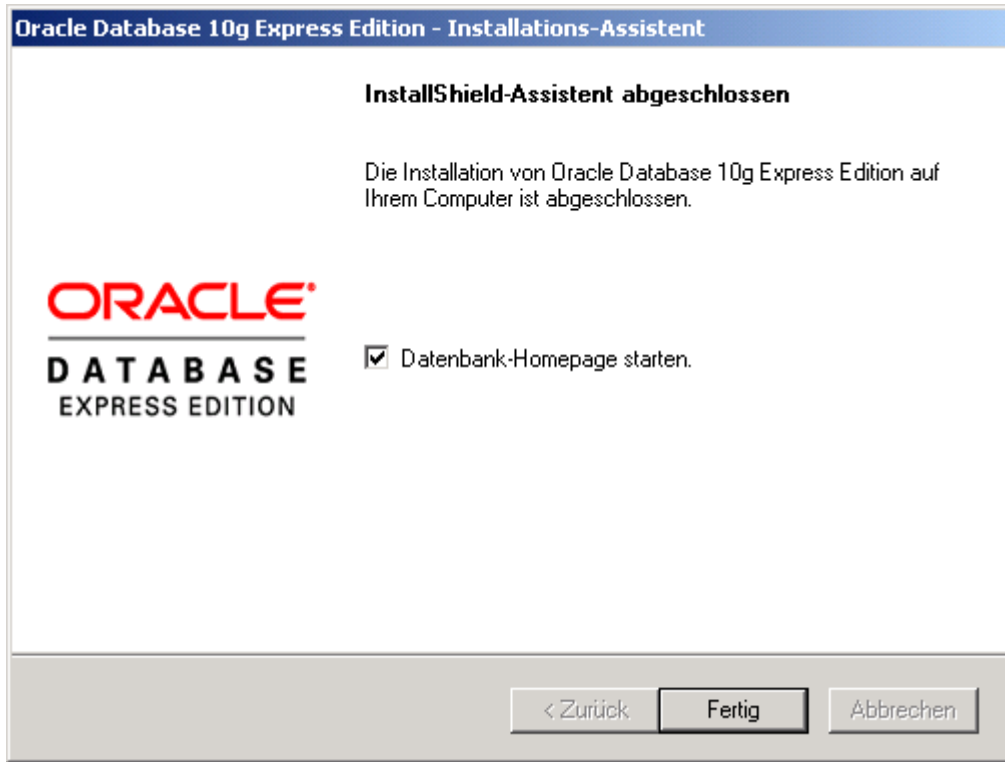 Oracle Database 10g Express Edition - Installations-Assistent
InstallShield-Assistent abgeschlossen
Die Installation von Oracle Database 10g Express Edition auf
Ihrem Computer ist abgeschlossen.
ORACLE®
DATABASE
EXPRESS EDITION
Datenbank-Homepage starten.
< Zurück
Fertig
Abbrechen